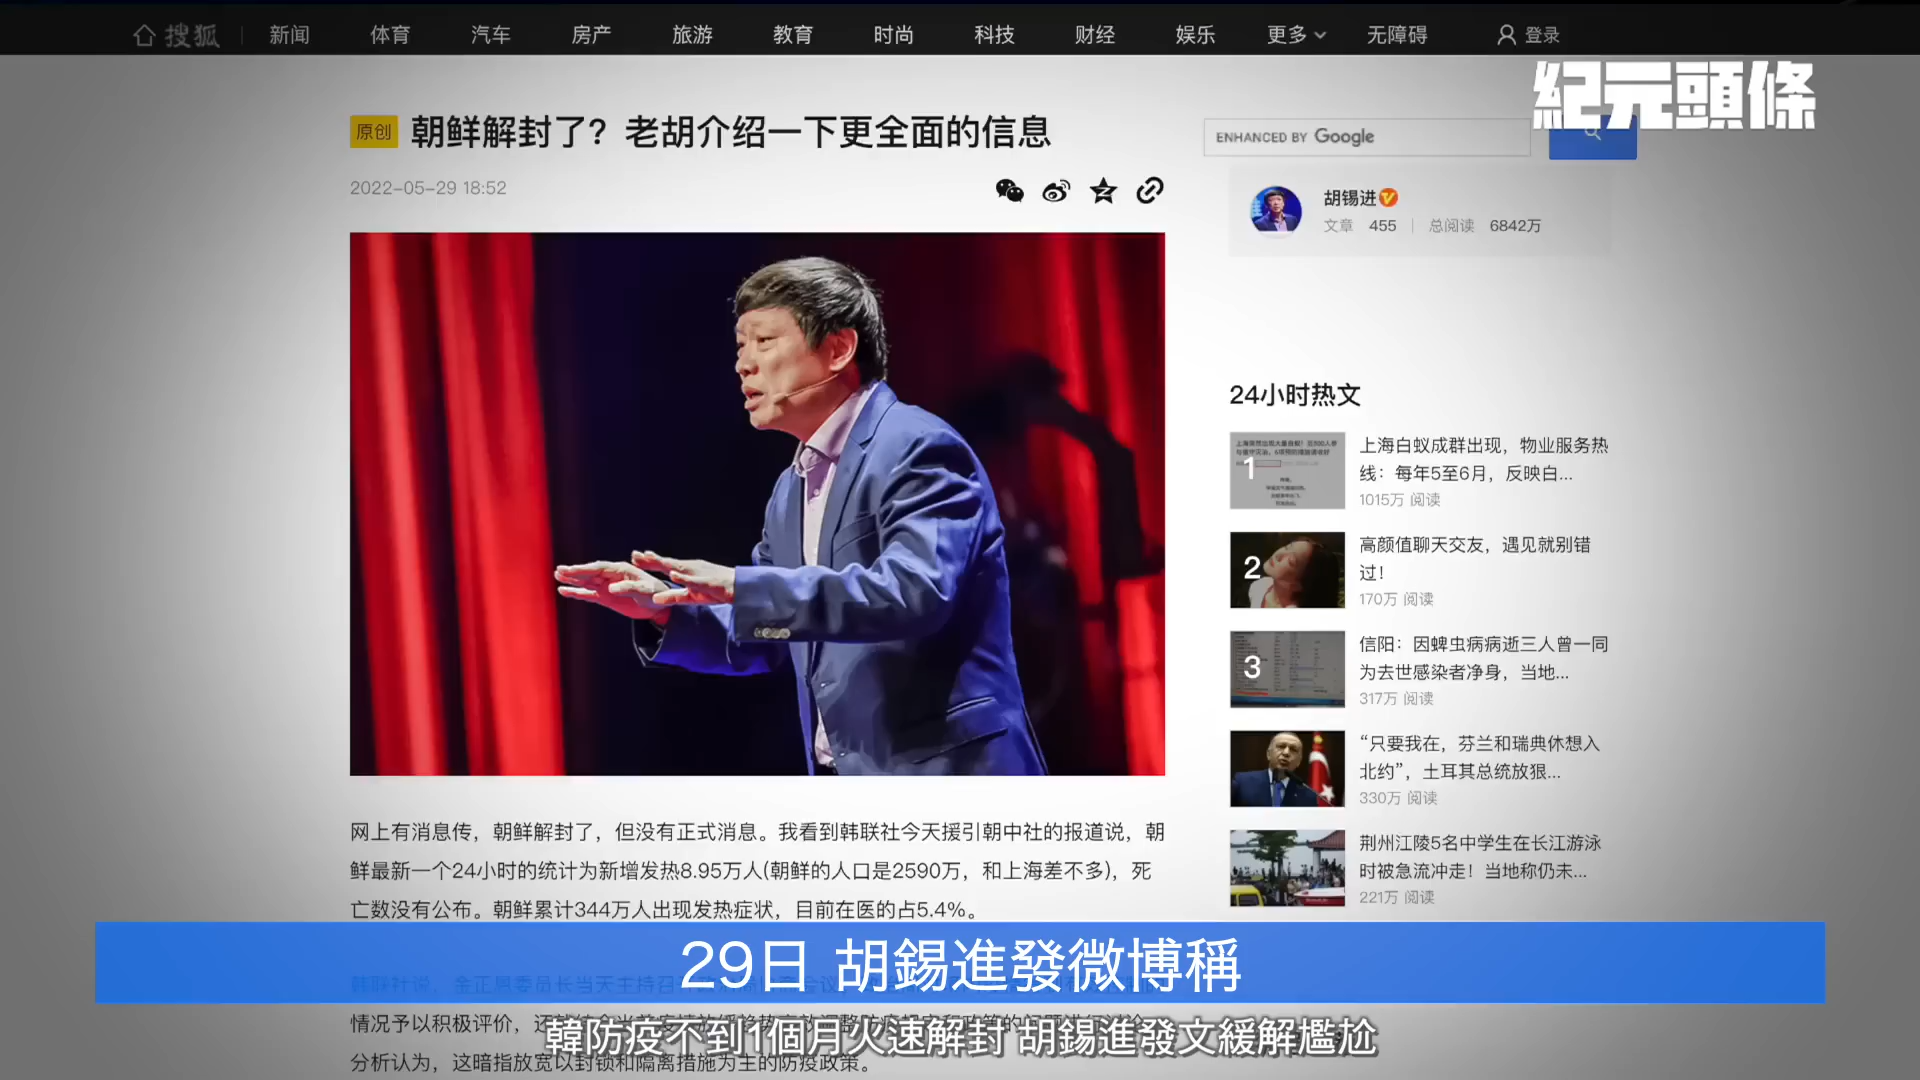 搜狐 新闻 体育 汽车 房产 旅游 教育 时尚 科技 财经 娱乐 更多 无障碍 登录
紀元頭條
原创 朝鲜解封了？老胡介绍一下更全面的信息
2022-05-29 18:52
ENHANCED BY Google
胡锡进
文章 455 总阅读 6842万
24小时热文
1
上海白蚁成群出现，物业服务热
线：每年5至6月，反映白...
1015万 阅读
2
高颜值聊天交友，遇见就别错
过！
170万 阅读
3
信阳：因蜱虫病病逝三人曾一同
为去世感染者净身，当地...
317万 阅读
“只要我在，芬兰和瑞典休想入
北约”，土耳其总统放狠...
330万 阅读
荆州江陵5名中学生在长江游泳
时被急流冲走！当地称仍未...
221万 阅读
网上有消息传，朝鲜解封了，但没有正式消息。我看到韩联社今天援引朝中社的报道说，朝
鲜最新一个24小时的统计为新增发热8.95万人(朝鲜的人口是2590万，和上海差不多)，死
亡数没有公布。朝鲜累计344万人出现发热症状，目前在医的占5.4%。
29日 胡錫進發微博稱
韩联社说，金正恩委员长当天主持召开
情况予以积极评价，还
韓防疫不到1個月火速解封 胡錫進發文緩解尷尬
分析认为，这暗指放宽以封锁和隔离措施为主的防疫政策。